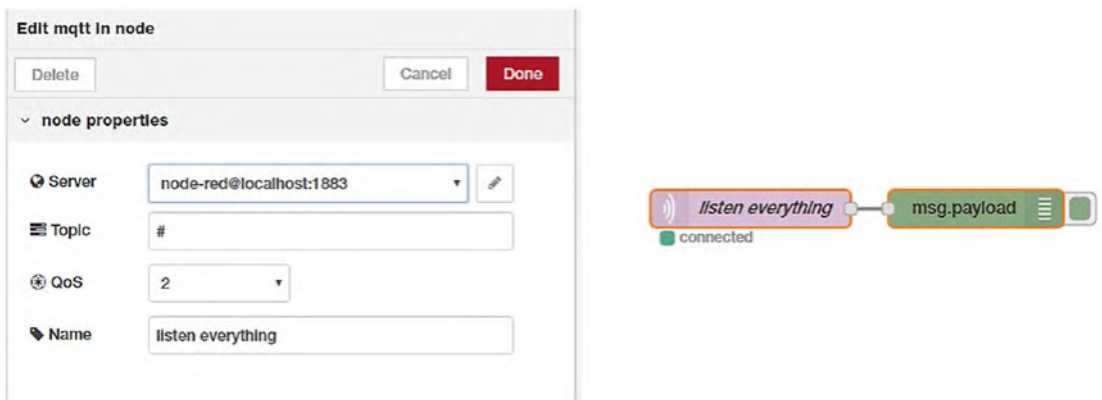 Edit mqtt in node
Delete
Cancel
Done
node properties
Server
node-red@localhost:1883
Topic
#
QoS
2
Name
listen everything
listen everything
msg.payload
connected